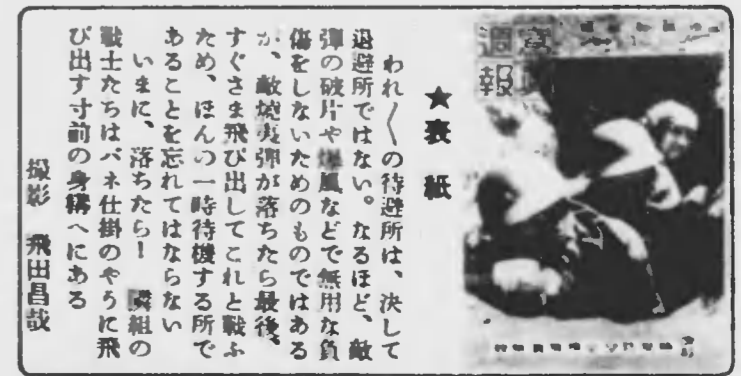 ★表紙
われ〳〵の待避所は、決して
退避所ではない。なるほど、敵
弾の破片や爆風などで無用な負
傷をしないためのものではある
が、敵焼夷弾が落ちたら最後、
すぐさま飛び出してこれと戦ふ
ため、ほんの一時待機する所で
あることを忘れてはならない
いまに、落ちたら！　隣組の
戦士たちはバネ仕掛のやうに飛
び出す寸前の身構へにある
撮影　飛田昌哉
週報